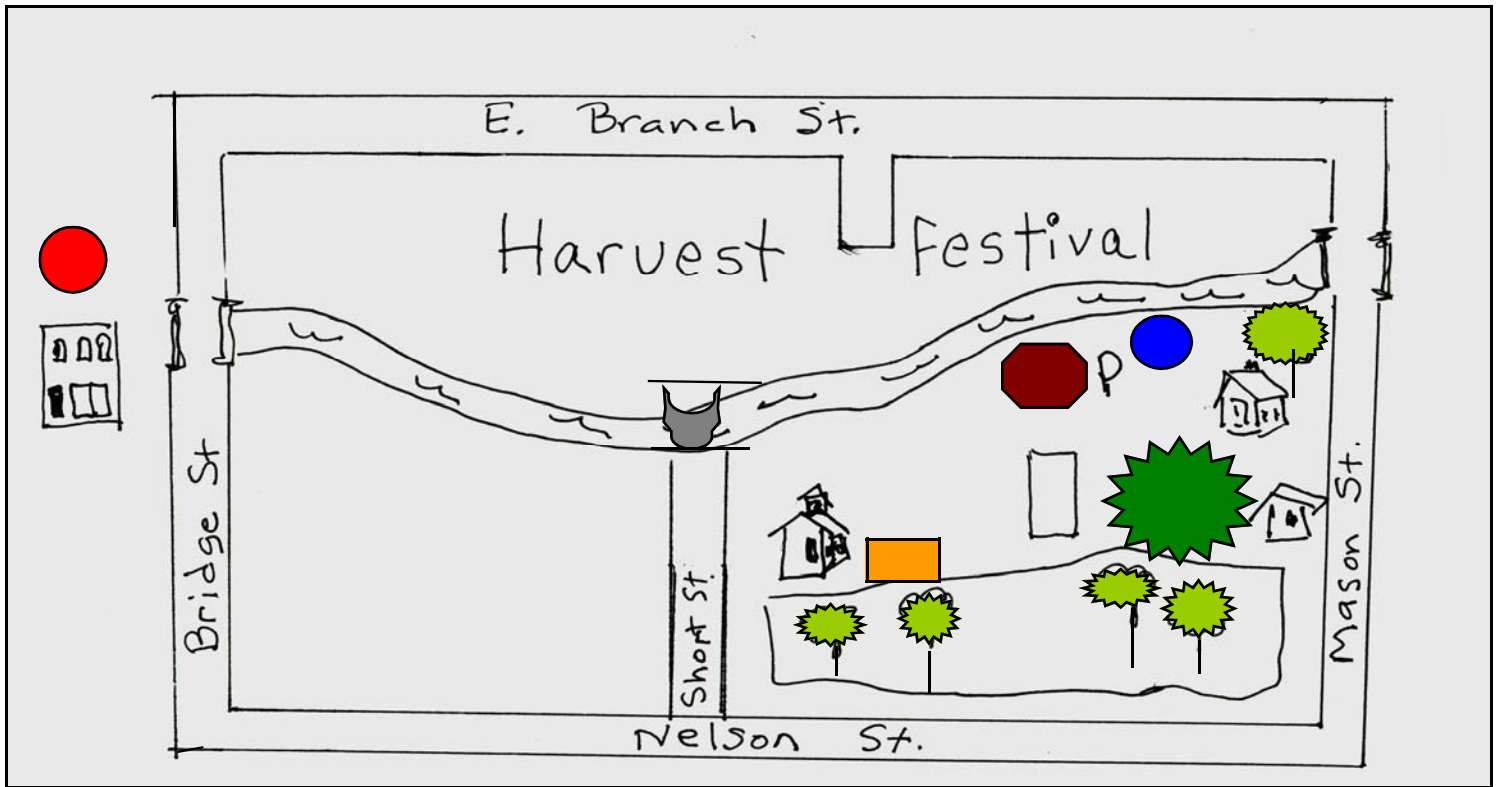 E. Branch St.
Harvest Festival
P
Bridge St
Short St.
Mason St.
Nelson St.